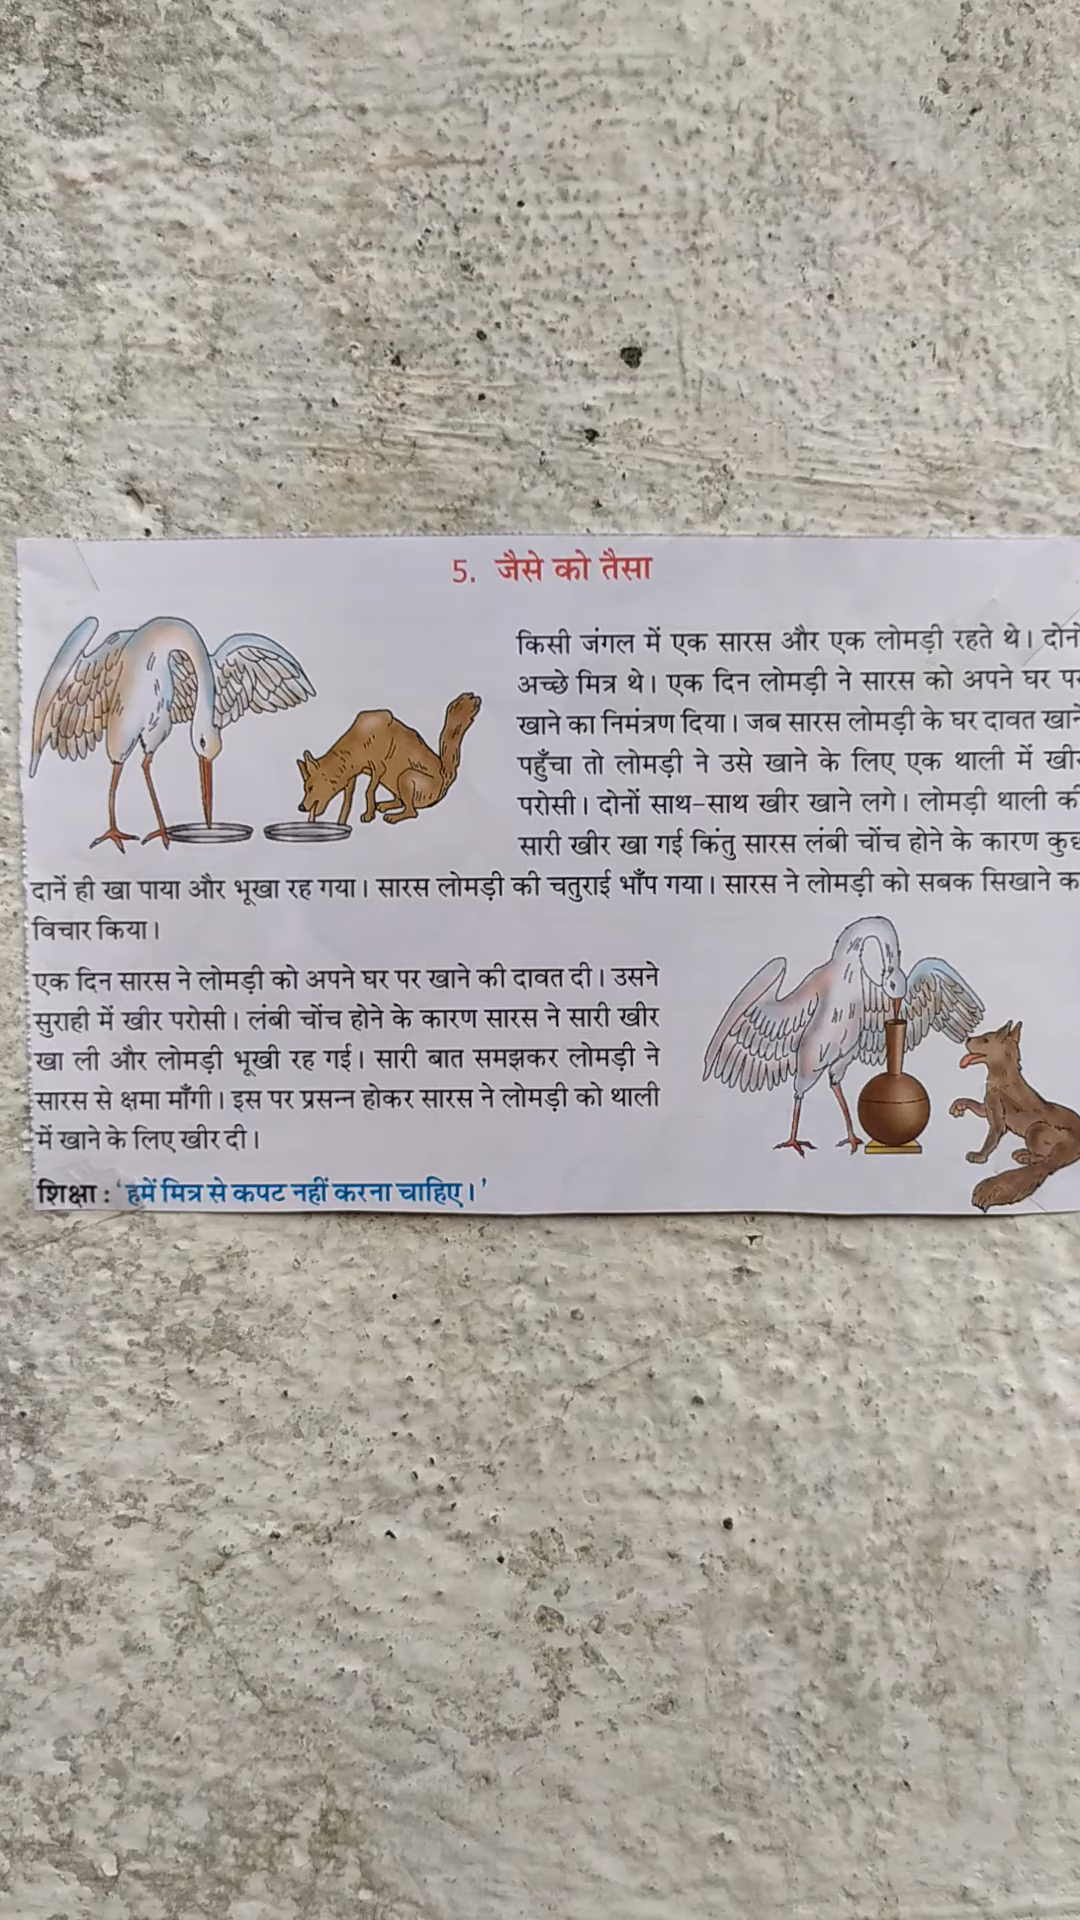 5. जैसे को तैसा
किसी जंगल में एक सारस और एक लोमड़ी रहते थे। दोनों
अच्छे मित्र थे। एक दिन लोमड़ी ने सारस को अपने घर पर
खाने का निमंत्रण दिया। जब सारस लोमड़ी के घर दावत खाने
पहुँचा तो लोमड़ी ने उसे खाने के लिए एक थाली में खीर
परोसी। दोनों साथ-साथ खीर खाने लगे। लोमड़ी थाली की
सारी खीर खा गई किंतु सारस लंबी चोंच होने के कारण कुछ
दानें ही खा पाया और भूखा रह गया। सारस लोमड़ी की चतुराई भाँप गया। सारस ने लोमड़ी को सबक सिखाने का
विचार किया।
एक दिन सारस ने लोमड़ी को अपने घर पर खाने की दावत दी। उसने
सुराही में खीर परोसी। लंबी चोंच होने के कारण सारस ने सारी खीर
खा ली और लोमड़ी भूखी रह गई। सारी बात समझकर लोमड़ी ने
सारस से क्षमा माँगी। इस पर प्रसन्न होकर सारस ने लोमड़ी को थाली
में खाने के लिए खीर दी।
शिक्षा : ‘हमें मित्र से कपट नहीं करना चाहिए।’